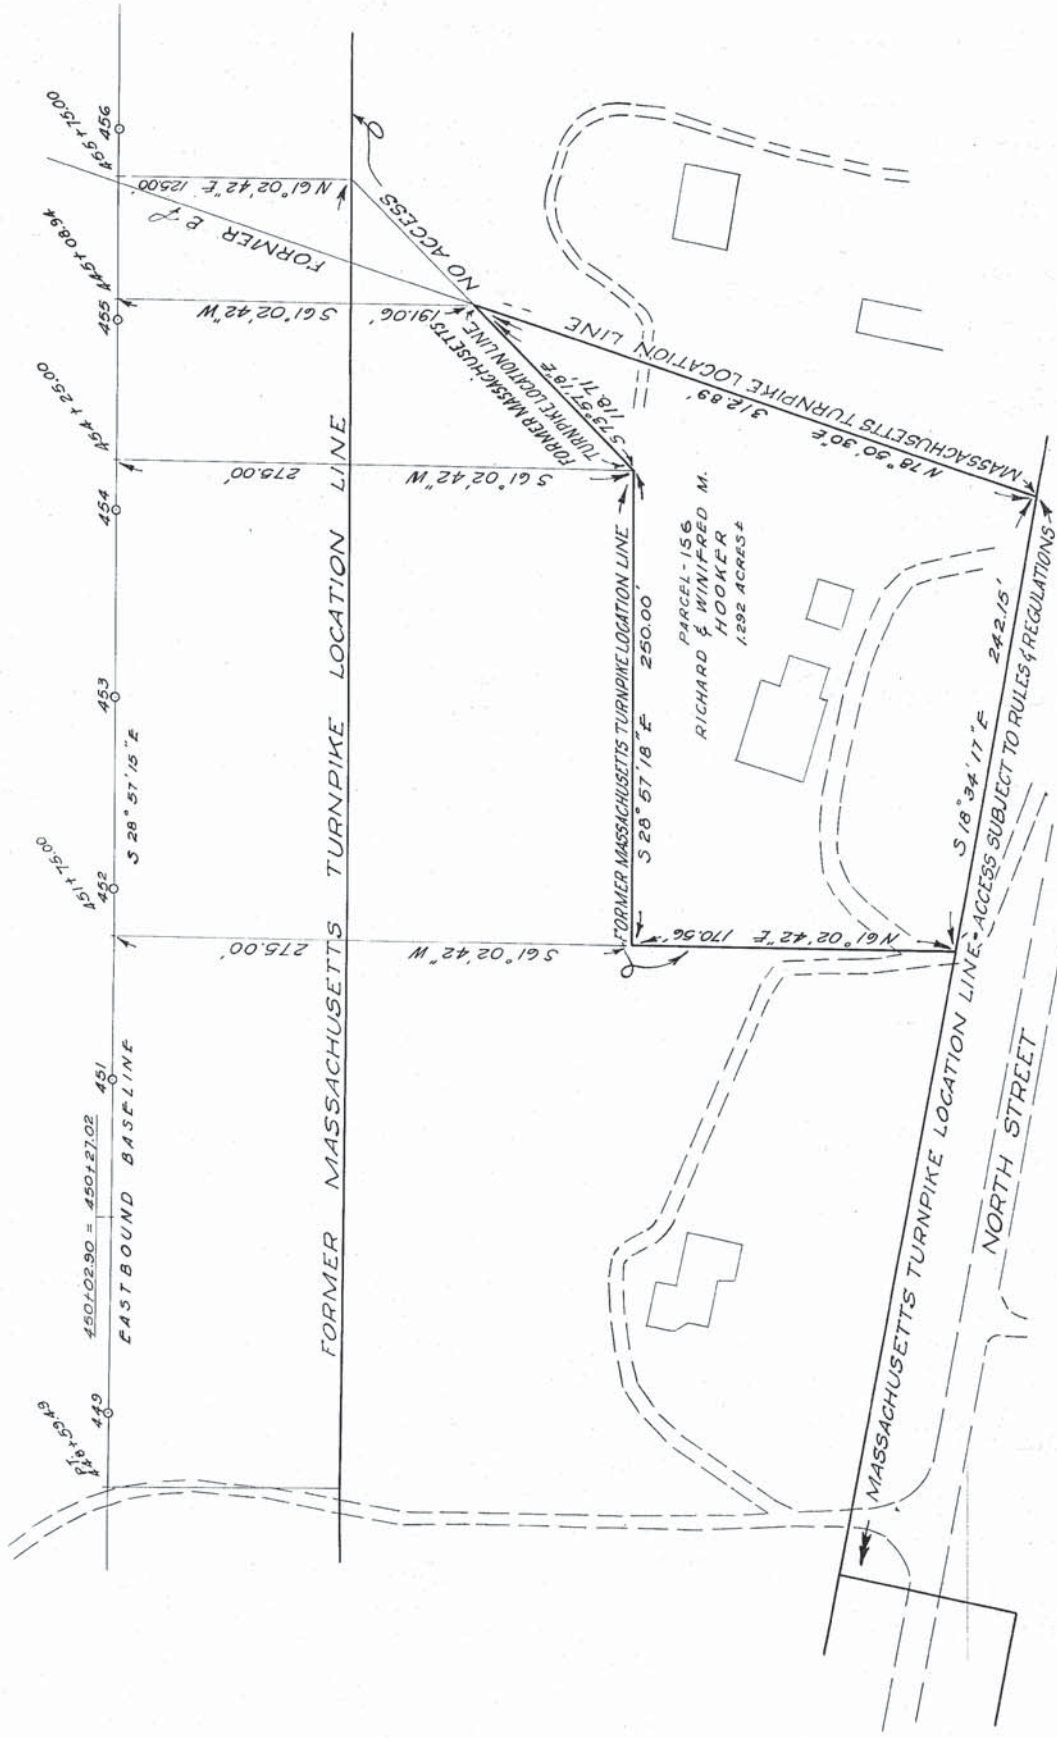 P.T.
448+59.49
449
450+02.90 = 450+27.02
451
451+75.00
452
453
454
454+25.00
455
455+08.94
455+75.00
456
EASTBOUND BASELINE
S 28° 57' 15" E
S 61° 02' 42" W
275.00'
S 61° 02' 42" W
275.00'
S 61° 02' 42" W
191.06'
N 61° 02' 42" E 125.00'
FORMER
FORMER MASSACHUSETTS TURNPIKE LOCATION LINE
NO ACCESS
FORMER MASSACHUSETTS
TURNPIKE LOCATION LINE
S 73° 57' 18" E
118.71'
FORMER MASSACHUSETTS TURNPIKE LOCATION LINE
S 28° 57' 18" E 250.00'
N 61° 02' 42" E 170.56'
PARCEL-156
RICHARD & WINIFRED M.
HOOKER
1.292 ACRES±
MASSACHUSETTS TURNPIKE LOCATION LINE
312.89'
N 78° 50' 30" E
S 18° 34' 17" E 242.15'
MASSACHUSETTS TURNPIKE LOCATION LINE-ACCESS SUBJECT TO RULES & REGULATIONS
NORTH STREET